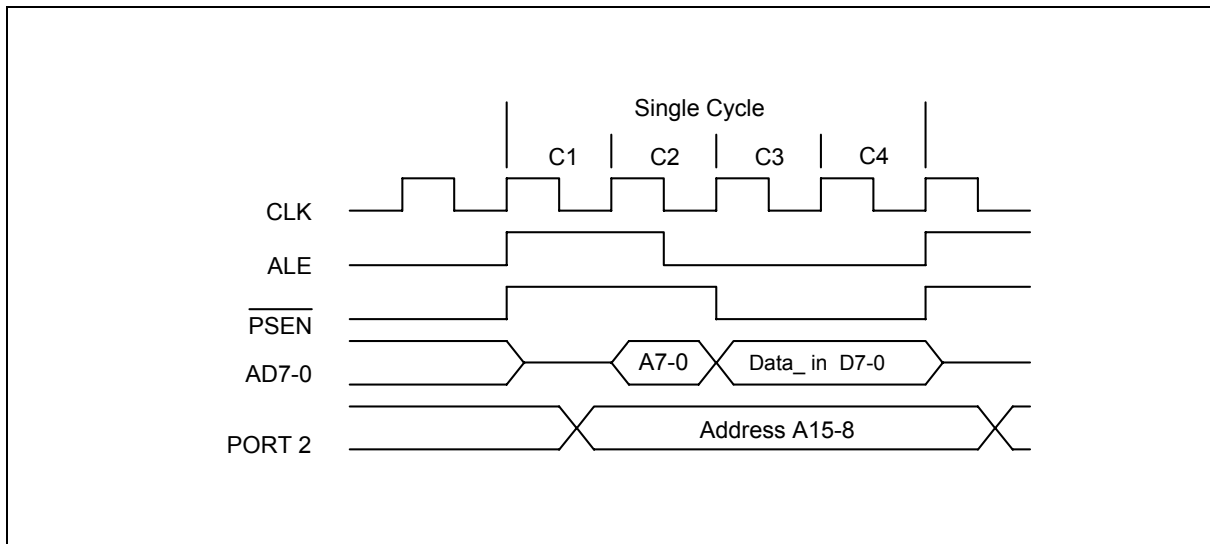 Single Cycle
C1 C2 C3 C4
CLK
ALE
PSEN
AD7-0 A7-0 Data_ in D7-0
PORT 2 Address A15-8